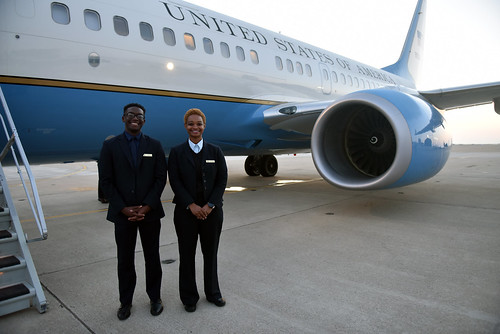 UNITED STATES OF AMERICA